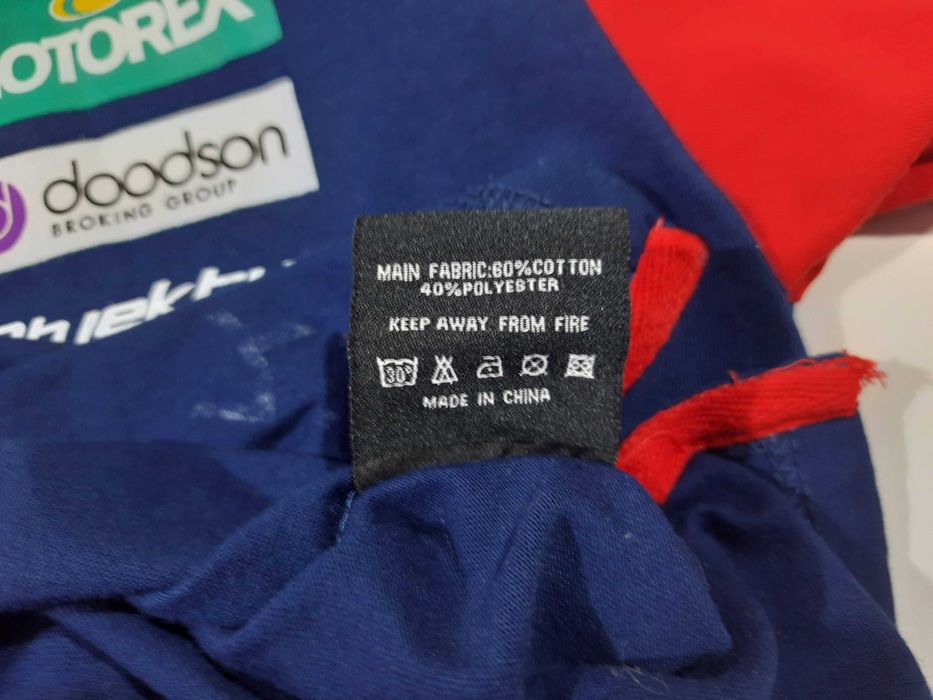 OTOREX
doodson
BROKING GROUP
MAIN FABRIC:60%COTTON
40%POLYESTER
KEEP AWAY FROM FIRE
30°
MADE IN CHINA